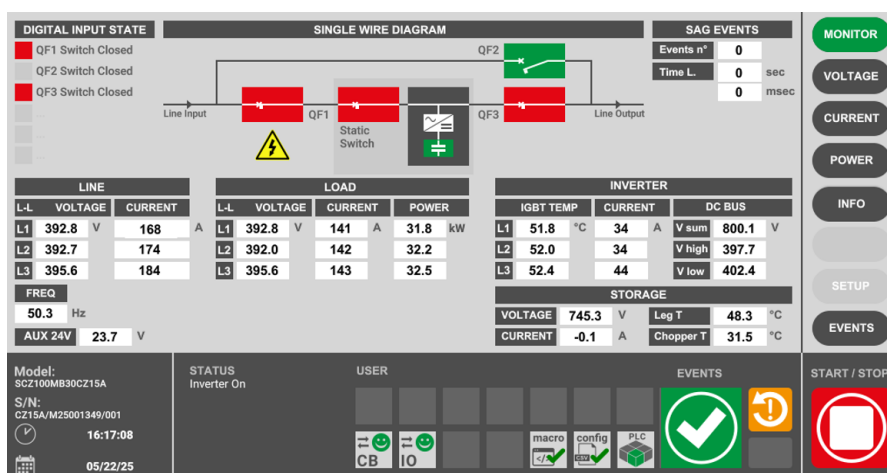 DIGITAL INPUT STATE
QF1 Switch Closed
QF2 Switch Closed
QF3 Switch Closed
...
...
SINGLE WIRE DIAGRAM
QF2
Line Input
QF1
Static
Switch
QF3
Line Output
SAG EVENTS
Events n° 0
Time L. 0 sec
0 msec
MONITOR
VOLTAGE
CURRENT
POWER
INFO
SETUP
EVENTS
LINE
L-L VOLTAGE CURRENT
L1 392.8 V 168 A
L2 392.7 174
L3 395.6 184
FREQ
50.3 Hz
AUX 24V 23.7 V
LOAD
L-L VOLTAGE CURRENT POWER
L1 392.8 V 141 A 31.8 kW
L2 392.0 142 32.2
L3 395.6 143 32.5
INVERTER
IGBT TEMP CURRENT DC BUS
L1 51.8 °C 34 A V sum 800.1 V
L2 52.0 34 V high 397.7
L3 52.4 44 V low 402.4
STORAGE
VOLTAGE 745.3 V Leg T 48.3 °C
CURRENT -0.1 A Chopper T 31.5 °C
Model:
SCZ100MB30CZ15A
S/N:
CZ15A/M25001349/001
16:17:08
05/22/25
STATUS
Inverter On
USER
CB
IO
macro
</>
config
CSV
PLC
EVENTS
START / STOP